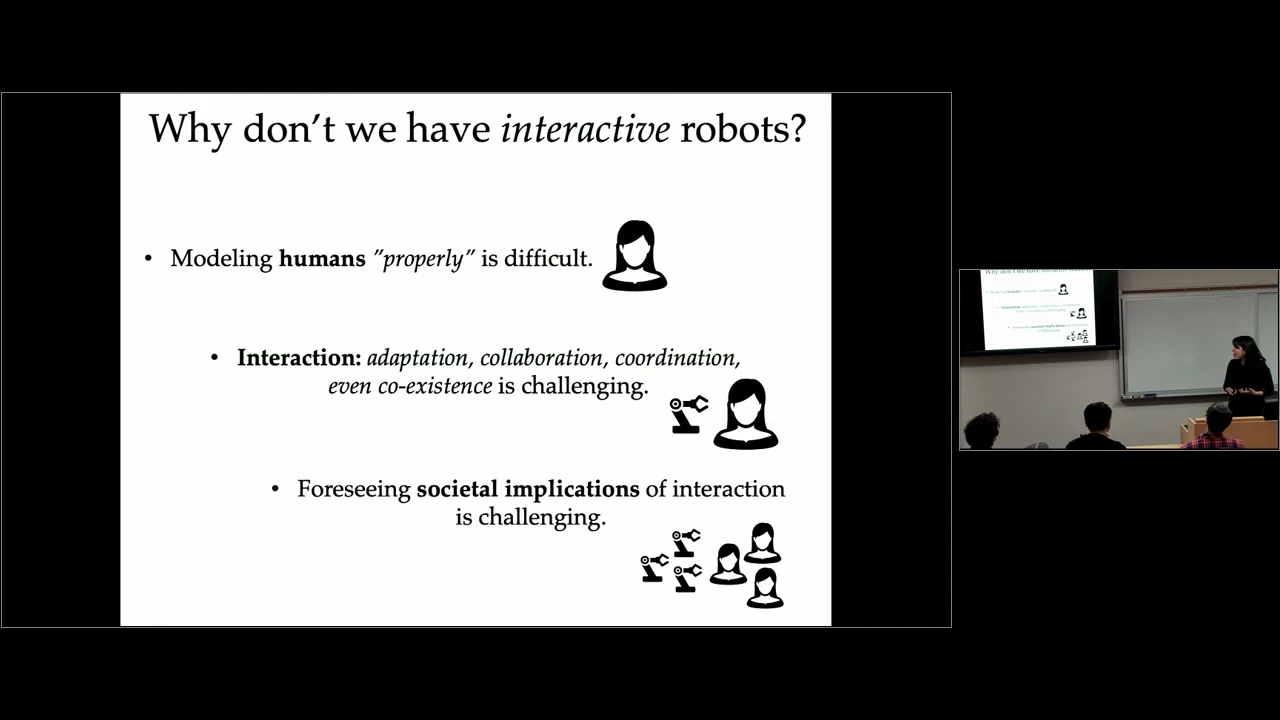 Why don't we have interactive robots?
• Modeling humans ”properly” is difficult.
• Interaction: adaptation, collaboration, coordination,
even co-existence is challenging.
• Foreseeing societal implications of interaction
is challenging.